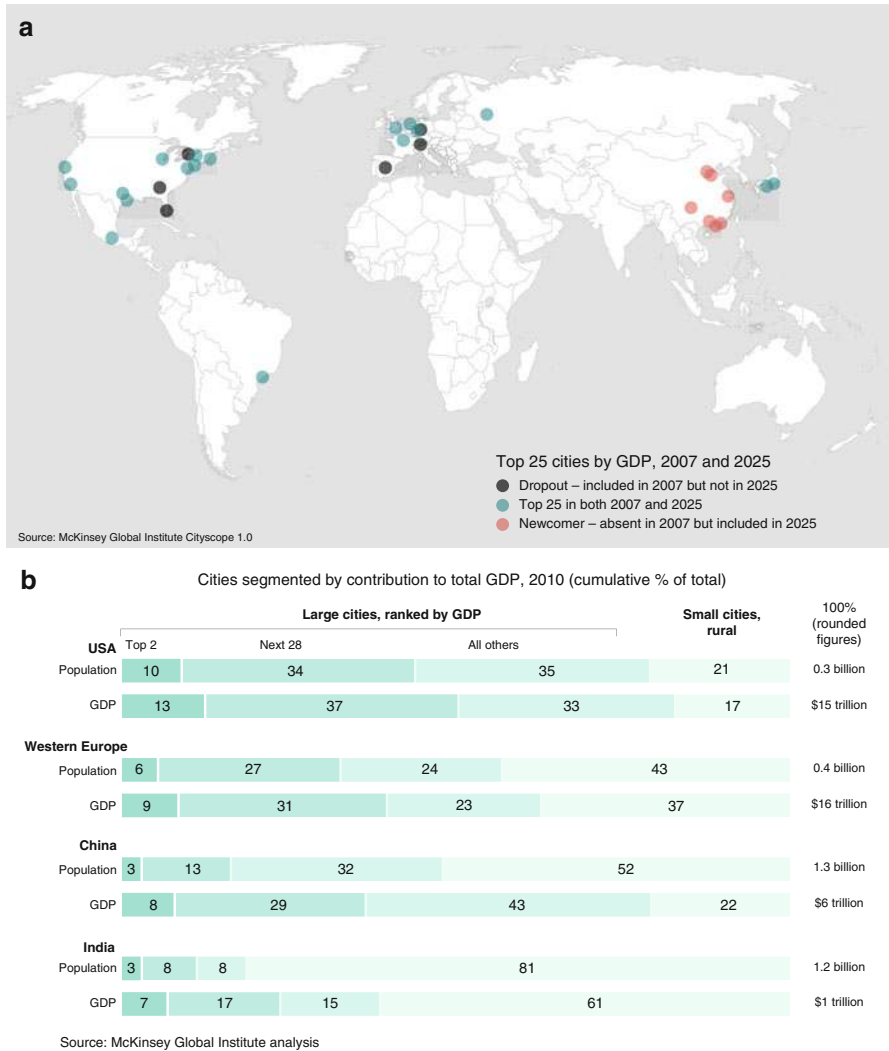 a
Top 25 cities by GDP, 2007 and 2025
Dropout – included in 2007 but not in 2025
Top 25 in both 2007 and 2025
Newcomer – absent in 2007 but included in 2025
Source: McKinsey Global Institute Cityscope 1.0
b
Cities segmented by contribution to total GDP, 2010 (cumulative % of total)
Large cities, ranked by GDP
Small cities,
rural
100%
(rounded
figures)
USA Top 2 Next 28 All others
Population 10 34 35 21 0.3 billion
GDP 13 37 33 17 $15 trillion
Western Europe
Population 6 27 24 43 0.4 billion
GDP 9 31 23 37 $16 trillion
China
Population 3 13 32 52 1.3 billion
GDP 8 29 43 22 $6 trillion
India
Population 3 8 8 81 1.2 billion
GDP 7 17 15 61 $1 trillion
Source: McKinsey Global Institute analysis